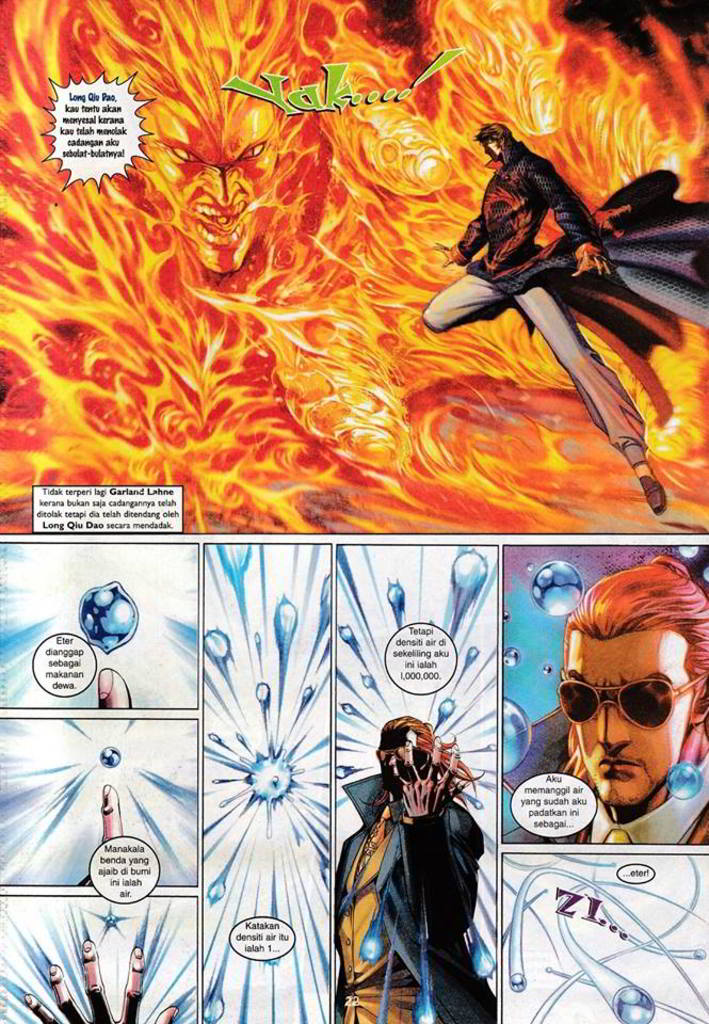 Long Qiu Dao,
kau tentu akan
menyesal kerana
kau telah menolak
cadangan aku
sebulat-bulatnya!
Yak....!
Tidak terperi lagi Garland Lahne
kerana bukan saja cadangannya telah
ditolak tetapi dia telah ditendang oleh
Long Qiu Dao secara mendadak.
Eter
dianggap
sebagai
makanan
dewa.
Manakala
benda yang
ajaib di bumi
ini ialah
air.
Katakan
densiti air itu
ialah 1...
Tetapi
densiti air di
sekeliling aku
ini ialah
1,000,000.
Aku
memanggil air
yang sudah aku
padatkan ini
sebagai...
...eter!
ZZ...
22